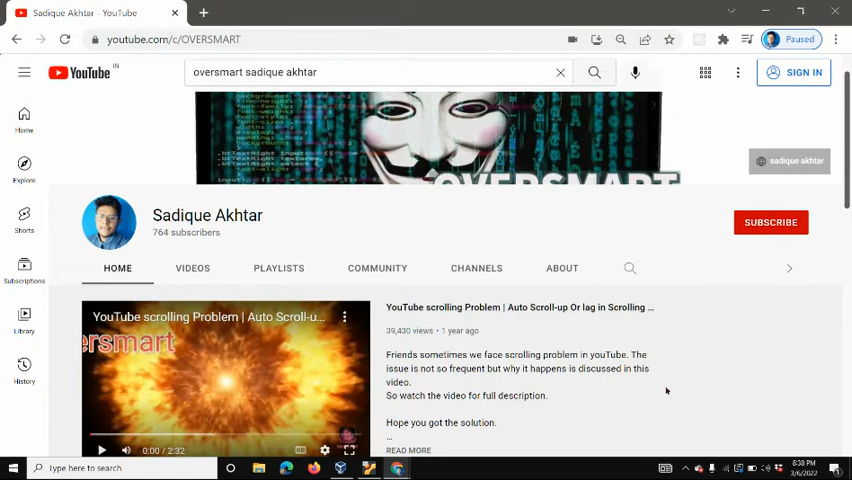 Sadique Akhtar - YouTube
youtube.com/c/OVERSMART
Paused
YouTube IN
oversmart sadique akhtar
SIGN IN
Home
Explore
Shorts
Subscriptions
Library
History
OVERSMART
sadique akhtar
Sadique Akhtar
764 subscribers
SUBSCRIBE
HOME VIDEOS PLAYLISTS COMMUNITY CHANNELS ABOUT
YouTube scrolling Problem | Auto Scroll-u...
ersmart
0:00 / 2:32
YouTube scrolling Problem | Auto Scroll-up Or lag in Scrolling ...
39,430 views • 1 year ago
Friends sometimes we face scrolling problem in youTube. The
issue is not so frequent but why it happens is discussed in this
video.
So watch the video for full description.
Hope you got the solution.
...
READ MORE
Type here to search
8:38 PM
3/6/2022